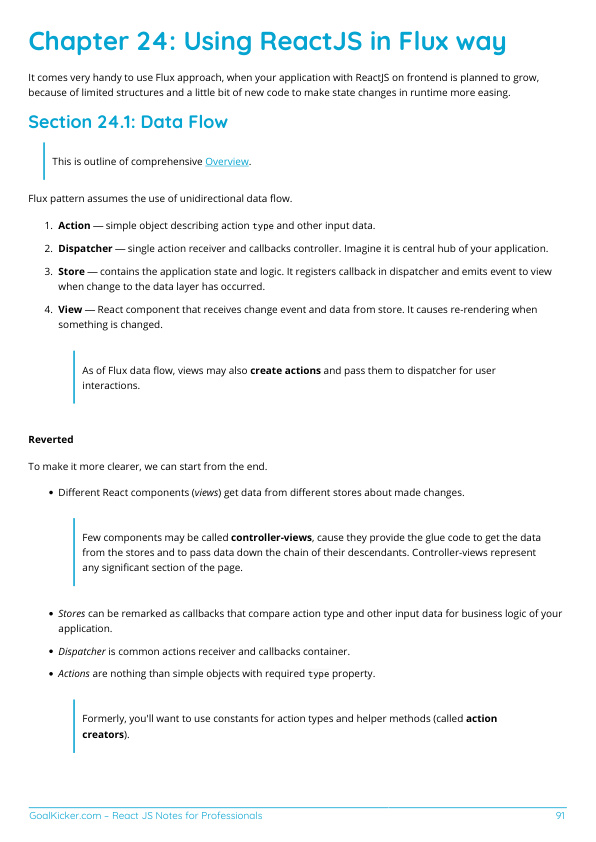 Chapter 24: Using ReactJS in Flux way
It comes very handy to use Flux approach, when your application with ReactJS on frontend is planned to grow,
because of limited structures and a little bit of new code to make state changes in runtime more easing.
Section 24.1: Data Flow
This is outline of comprehensive Overview.
Flux pattern assumes the use of unidirectional data flow.
1. Action — simple object describing action type and other input data.
2. Dispatcher — single action receiver and callbacks controller. Imagine it is central hub of your application.
3. Store — contains the application state and logic. It registers callback in dispatcher and emits event to view
when change to the data layer has occurred.
4. View — React component that receives change event and data from store. It causes re-rendering when
something is changed.
As of Flux data flow, views may also create actions and pass them to dispatcher for user
interactions.
Reverted
To make it more clearer, we can start from the end.
• Different React components (views) get data from different stores about made changes.
Few components may be called controller-views, cause they provide the glue code to get the data
from the stores and to pass data down the chain of their descendants. Controller-views represent
any significant section of the page.
• Stores can be remarked as callbacks that compare action type and other input data for business logic of your
application.
• Dispatcher is common actions receiver and callbacks container.
• Actions are nothing than simple objects with required type property.
Formerly, you'll want to use constants for action types and helper methods (called action
creators).
GoalKicker.com – React JS Notes for Professionals 91